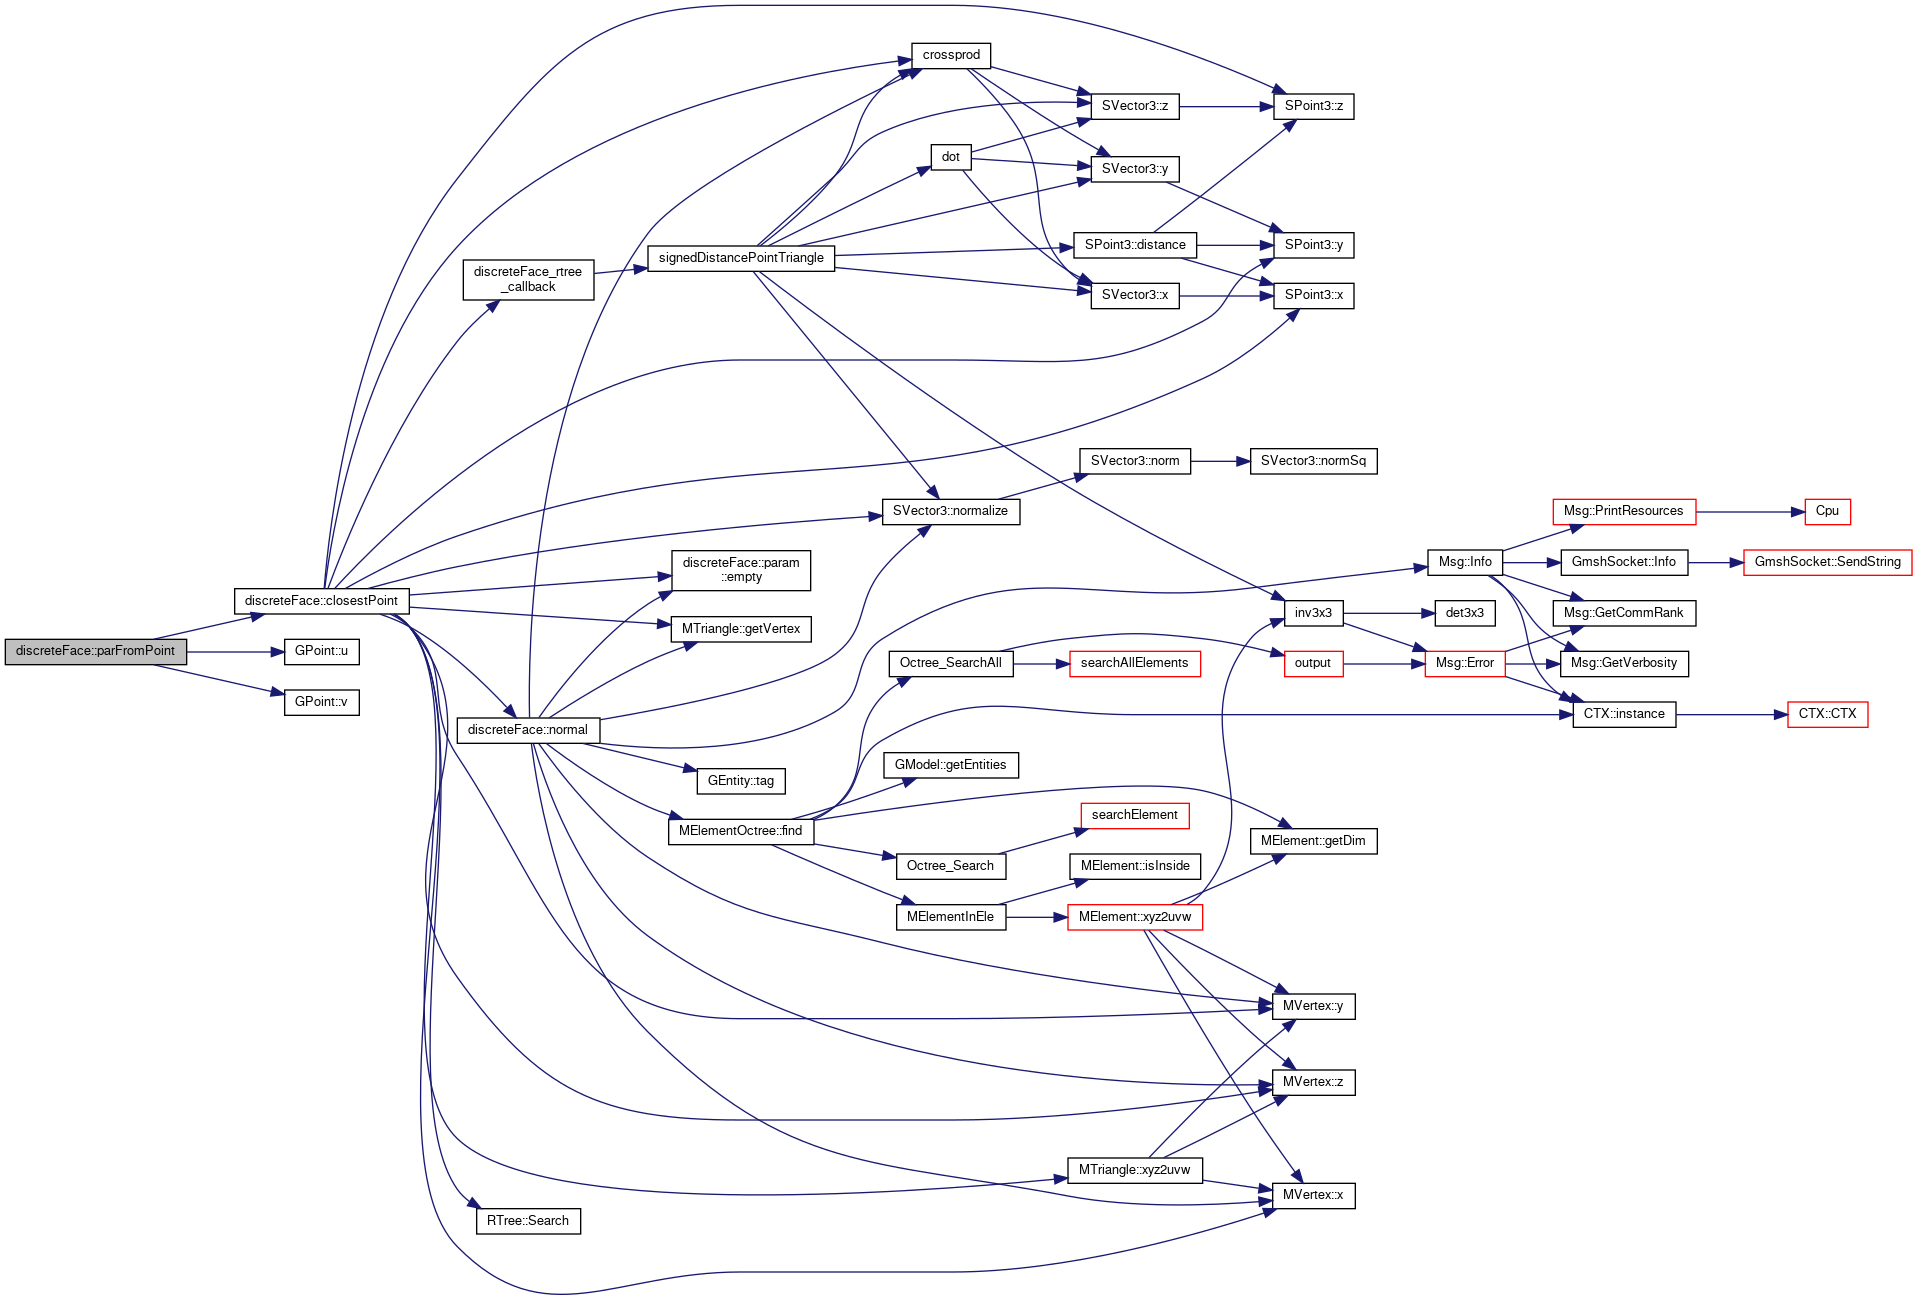 crossprod
SVector3::z
SPoint3::z
dot
SVector3::y
SPoint3::distance
SPoint3::y
signedDistancePointTriangle
discreteFace_rtree
_callback
SVector3::x
SPoint3::x
SVector3::norm
SVector3::normSq
SVector3::normalize
Msg::PrintResources
Cpu
discreteFace::param
::empty
Msg::Info
GmshSocket::Info
GmshSocket::SendString
discreteFace::closestPoint
inv3x3
det3x3
Msg::GetCommRank
MTriangle::getVertex
discreteFace::parFromPoint
GPoint::u
Octree_SearchAll
searchAllElements
output
Msg::Error
Msg::GetVerbosity
GPoint::v
CTX::instance
CTX::CTX
discreteFace::normal
GModel::getEntities
GEntity::tag
searchElement
MElementOctree::find
MElement::getDim
Octree_Search
MElement::isInside
MElementInEle
MElement::xyz2uvw
MVertex::y
MVertex::z
MTriangle::xyz2uvw
MVertex::x
RTree::Search